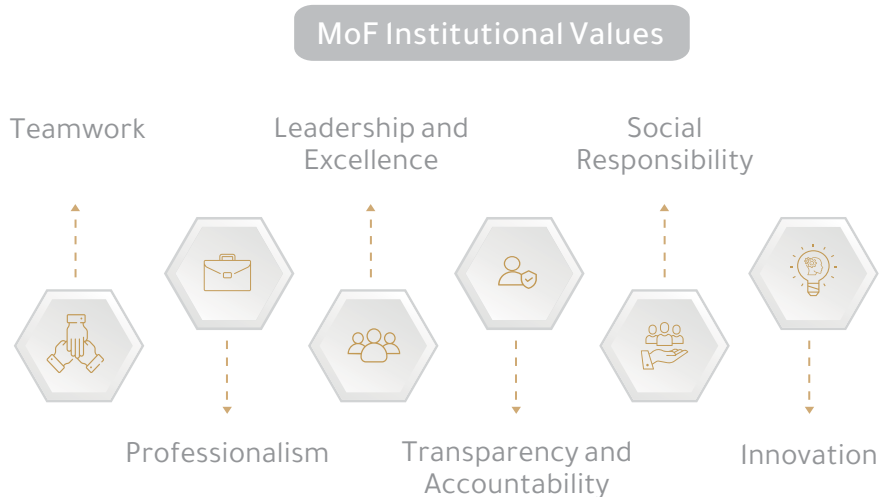 MoF Institutional Values
Teamwork
Leadership and
Excellence
Social
Responsibility
Professionalism
Transparency and
Accountability
Innovation